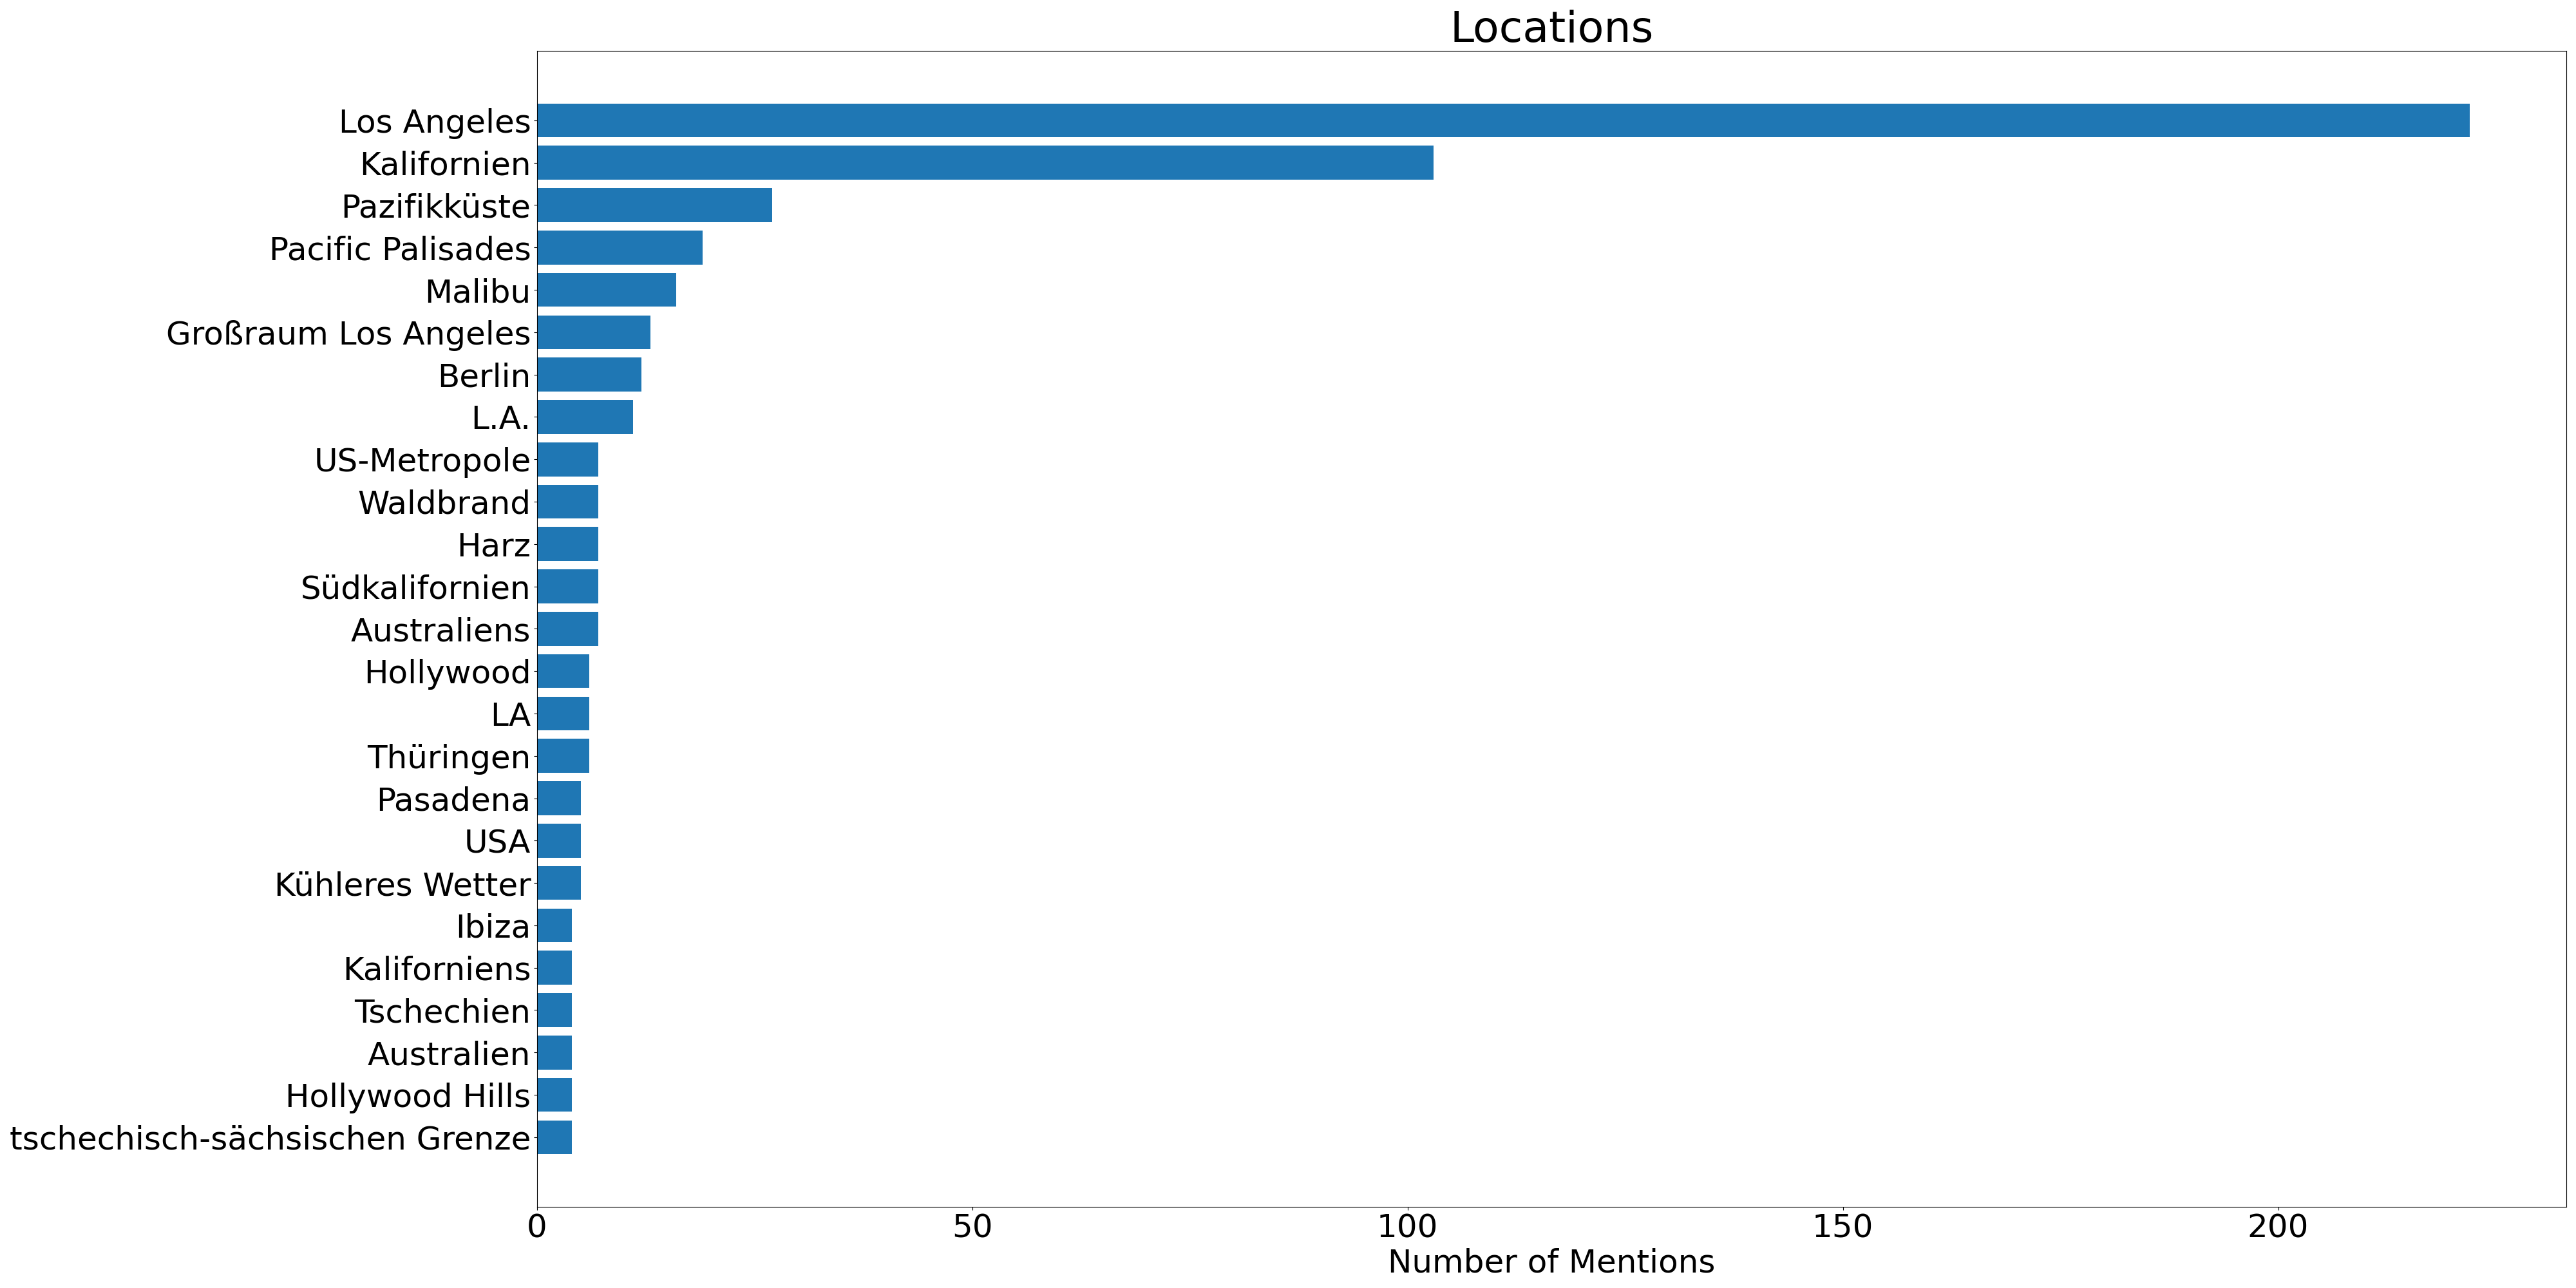 Locations
Los Angeles
Kalifornien
Pazifikküste
Pacific Palisades
Malibu
Großraum Los Angeles
Berlin
L.A.
US-Metropole
Waldbrand
Harz
Südkalifornien
Australiens
Hollywood
LA
Thüringen
Pasadena
USA
Kühleres Wetter
Ibiza
Kaliforniens
Tschechien
Australien
Hollywood Hills
tschechisch-sächsischen Grenze
0 50 100 150 200
Number of Mentions